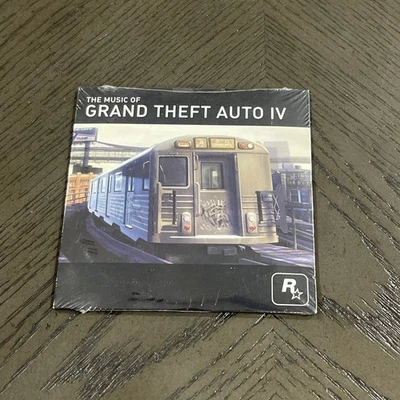 THE MUSIC OF
GRAND THEFT AUTO IV
R